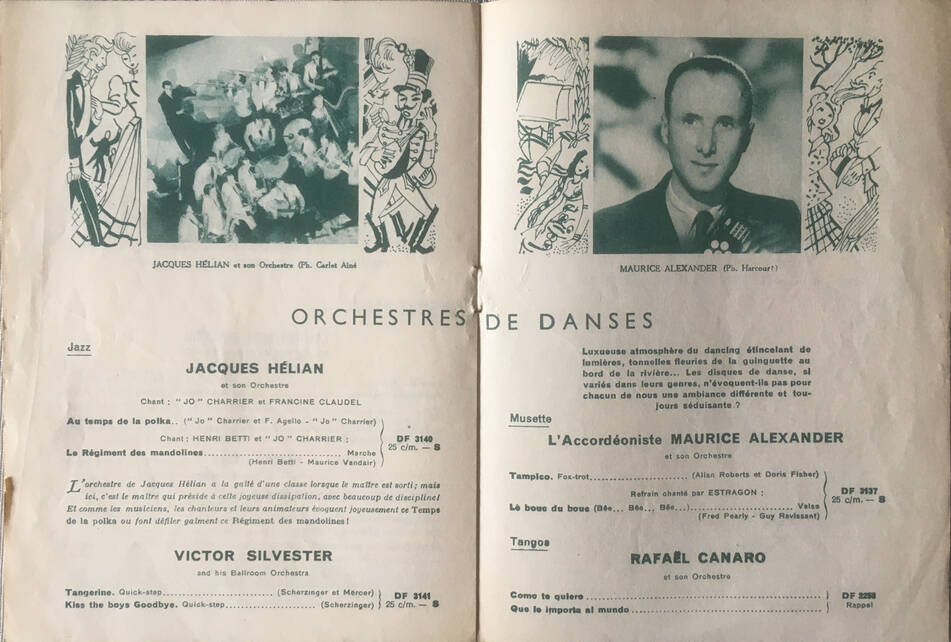 JACQUES HÉLIAN et son Orchestre (Ph. Carlet Aîné
MAURICE ALEXANDER (Ph. Harcourt)
ORCHESTRES DE DANSES
Jazz
JACQUES HÉLIAN
et son Orchestre
Chant : "JO" CHARRIER et FRANCINE CLAUDEL
Au temps de la polka.. ("Jo" Charrier et F. Agello - "Jo" Charrier)
Chant : HENRI BETTI et "JO" CHARRIER :
DF 3140
25 c/m. — S
Le Régiment des mandolines........................ Marche
(Henri Betti - Maurice Vandair)
L'orchestre de Jacques Hélian a la gaîté d'une classe lorsque le maître est sorti; mais
ici, c'est le maître qui préside à cette joyeuse dissipation, avec beaucoup de discipline!
Et comme les musiciens, les chanteurs et leurs animateurs évoquent joyeusement ce Temps
de la polka ou font défiler gaîment ce Régiment des mandolines!
VICTOR SILVESTER
and his Ballroom Orchestra
Tangerine. Quick-step........................ (Scherzinger et Mercer)
Kiss the boys Goodbye. Quick-step........................ (Scherzinger)
DF 3141
25 c/m. — S
Luxueuse atmosphère du dancing étincelant de
lumières, tonnelles fleuries de la guinguette au
bord de la rivière... Les disques de danse, si
variés dans leurs genres, n'évoquent-ils pas pour
chacun de nous une ambiance différente et tou-
jours séduisante ?
Musette
L'Accordéoniste MAURICE ALEXANDER
et son Orchestre
Tampico. Fox-trot........................ (Allan Roberts et Doris Fisher)
Refrain chanté par ESTRAGON :
DF 3137
25 c/m. — S
Lè bouc du boua (Bêe... Bêe... Bêe...)........................ Valse
(Fred Pearly - Guy Ravissant)
Tangos
RAFAËL CANARO
et son Orchestre
Como te quiero ........................
Que le importa al mundo ........................
DF 2258
Rappel